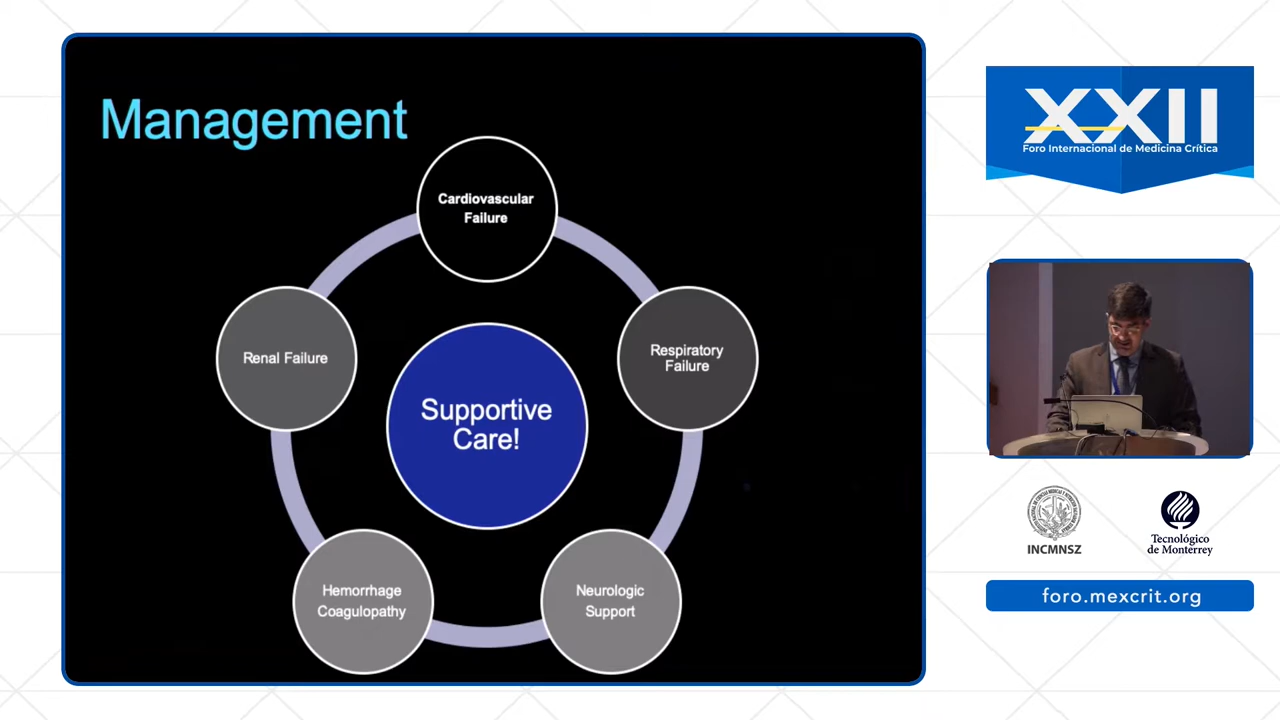 Management
Cardiovascular
Failure
Respiratory
Failure
Neurologic
Support
Hemorrhage
Coagulopathy
Renal Failure
Supportive
Care!
XXII
Foro Internacional de Medicina Crítica
INCMNSZ
Tecnológico
de Monterrey
foro.mexcrit.org